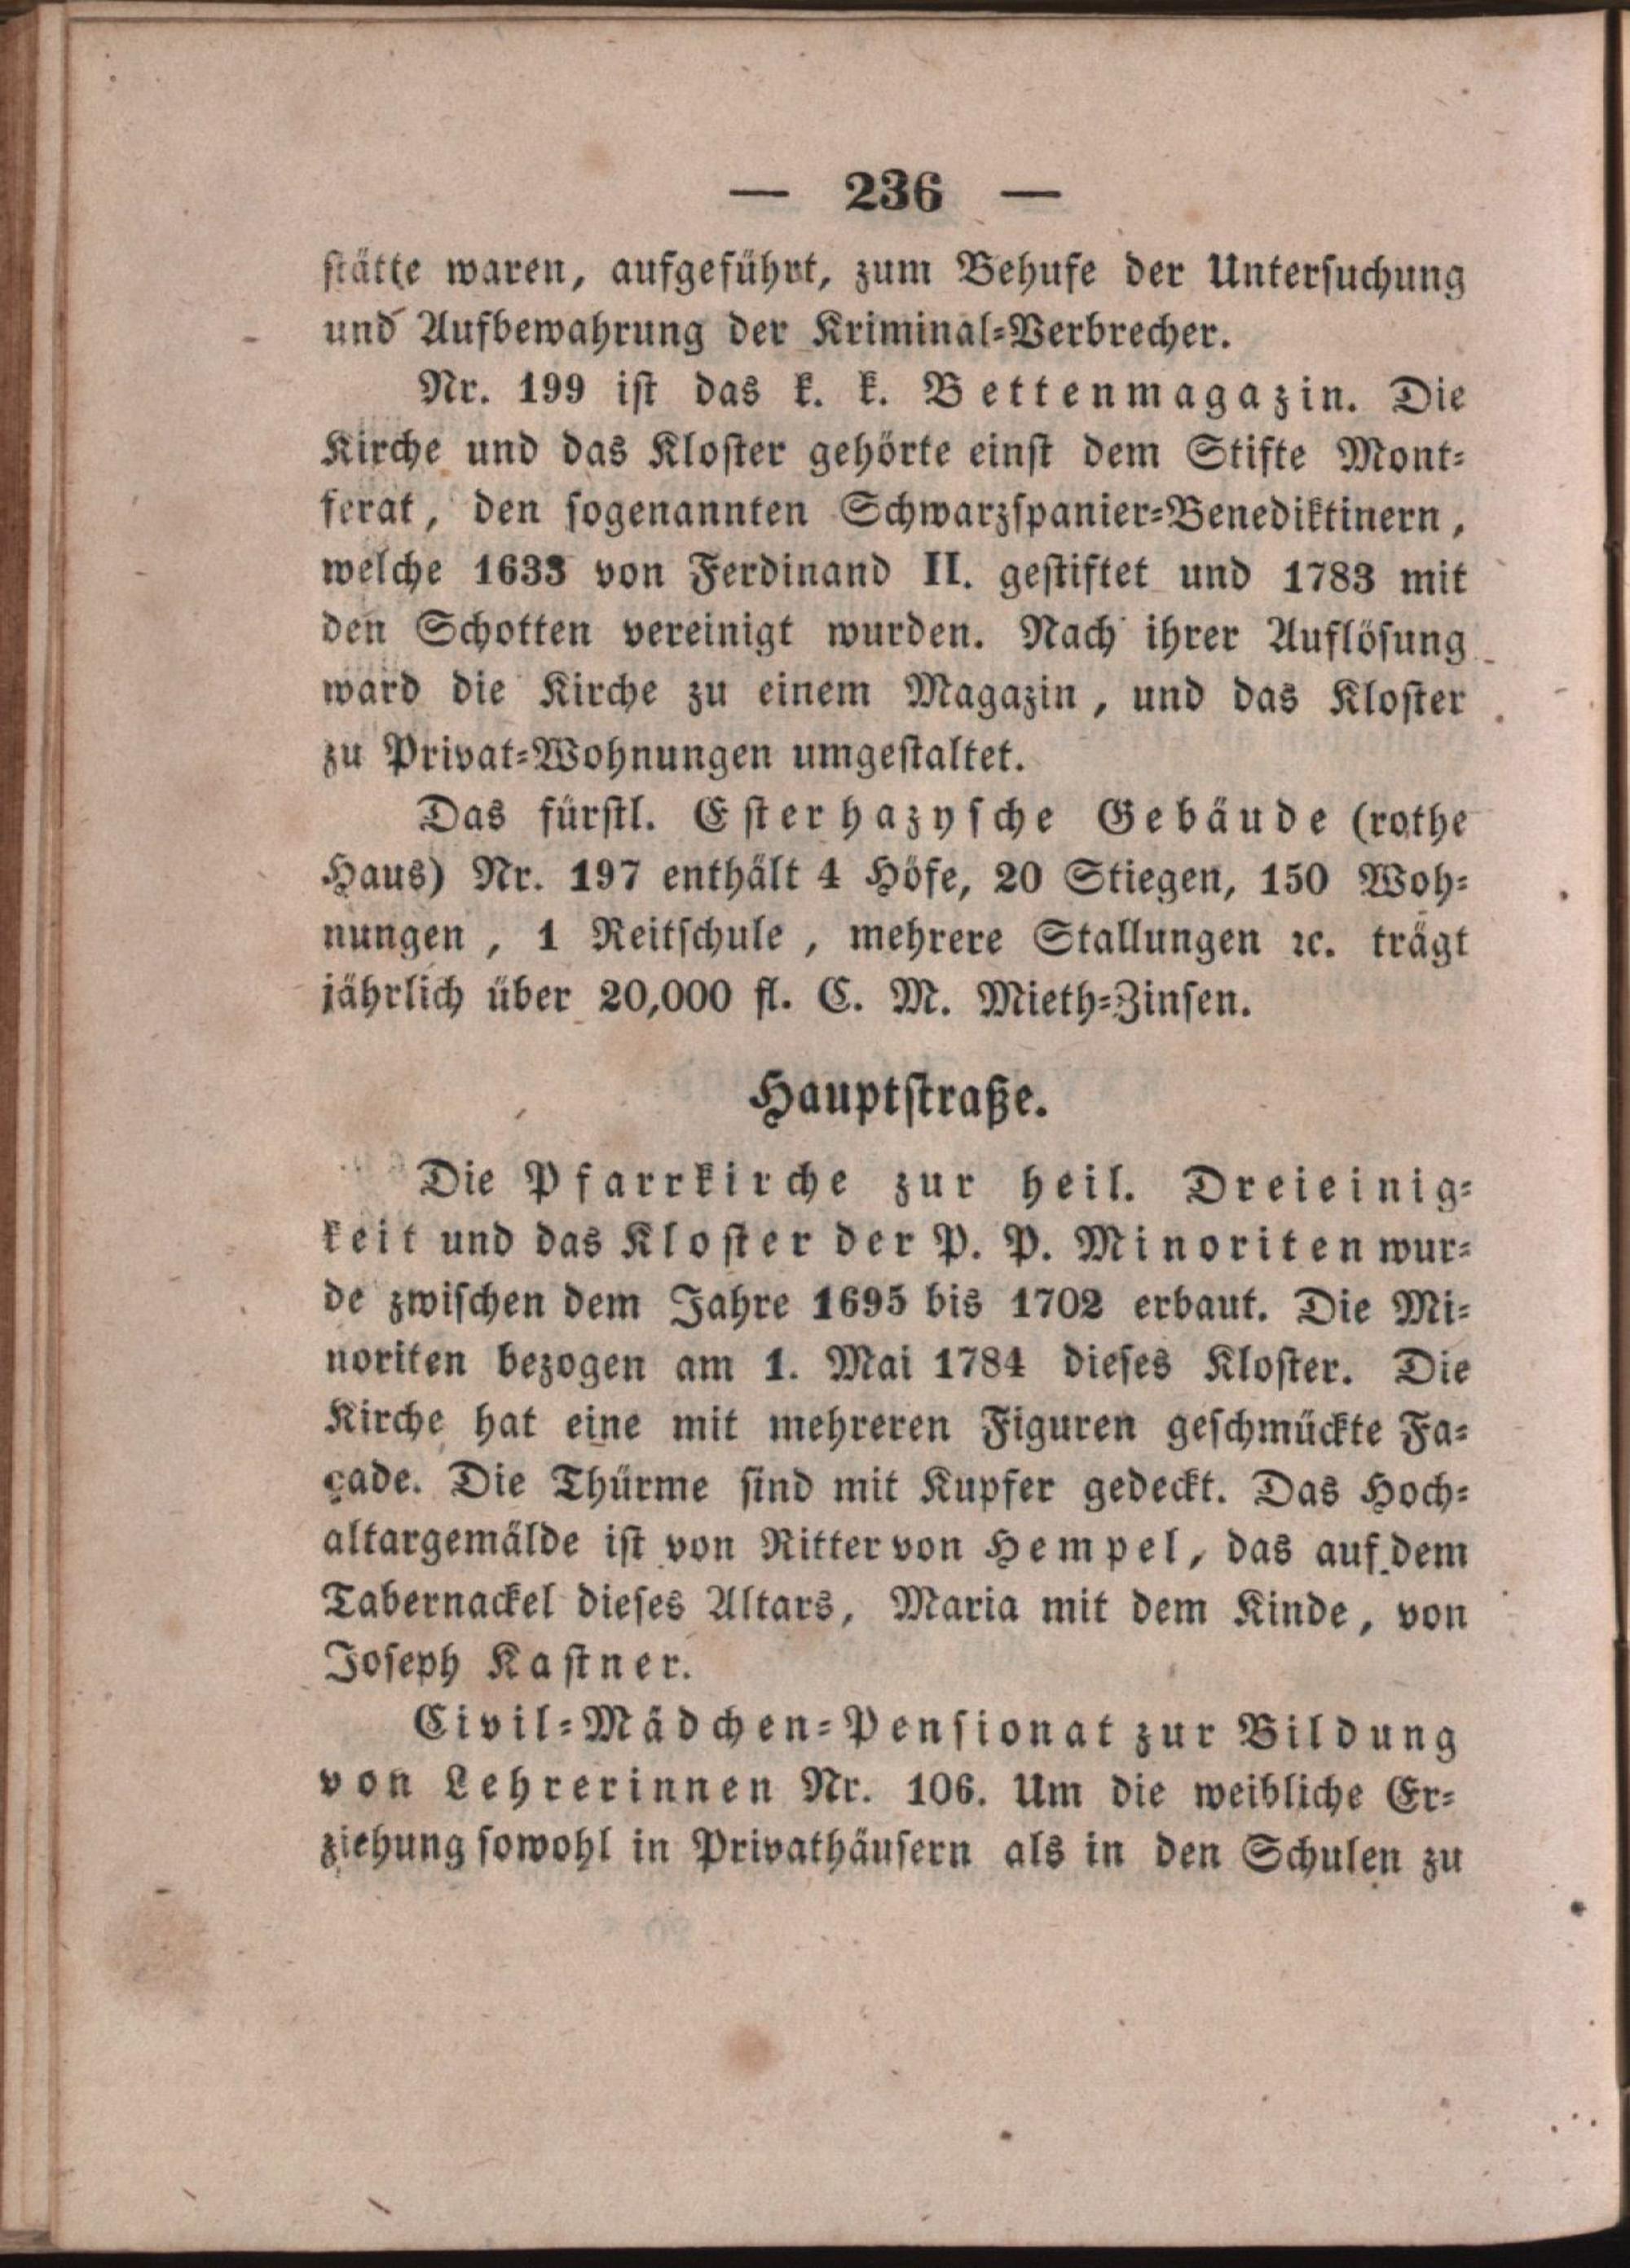 — 236 —
stätte waren, aufgeführt, zum Behufe der Untersuchung
und Aufbewahrung der Kriminal-Verbrecher.
Nr. 199 ist das k. k. Bettenmagazin. Die
Kirche und das Kloster gehörte einst dem Stifte Mont-
ferat, den sogenannten Schwarzspanier-Benediktinern,
welche 1633 von Ferdinand II. gestiftet und 1783 mit
den Schotten vereinigt wurden. Nach ihrer Auflösung
ward die Kirche zu einem Magazin, und das Kloster
zu Privat-Wohnungen umgestaltet.
Das fürstl. Esterhazysche Gebäude (rothe
Haus) Nr. 197 enthält 4 Höfe, 20 Stiegen, 150 Woh-
nungen, 1 Reitschule, mehrere Stallungen ꝛc. trägt
jährlich über 20,000 fl. C. M. Mieth-Zinsen.
Hauptstraße.
Die Pfarrkirche zur heil. Dreieinig-
keit und das Kloster der P. P. Minoriten wur-
de zwischen dem Jahre 1695 bis 1702 erbaut. Die Mi-
noriten bezogen am 1. Mai 1784 dieses Kloster. Die
Kirche hat eine mit mehreren Figuren geschmückte Fa-
çade. Die Thürme sind mit Kupfer gedeckt. Das Hoch-
altargemälde ist von Ritter von Hempel, das auf dem
Tabernackel dieses Altars, Maria mit dem Kinde, von
Joseph Kastner.
Civil-Mädchen-Pensionat zur Bildung
von Lehrerinnen Nr. 106. Um die weibliche Er-
ziehung sowohl in Privathäusern als in den Schulen zu